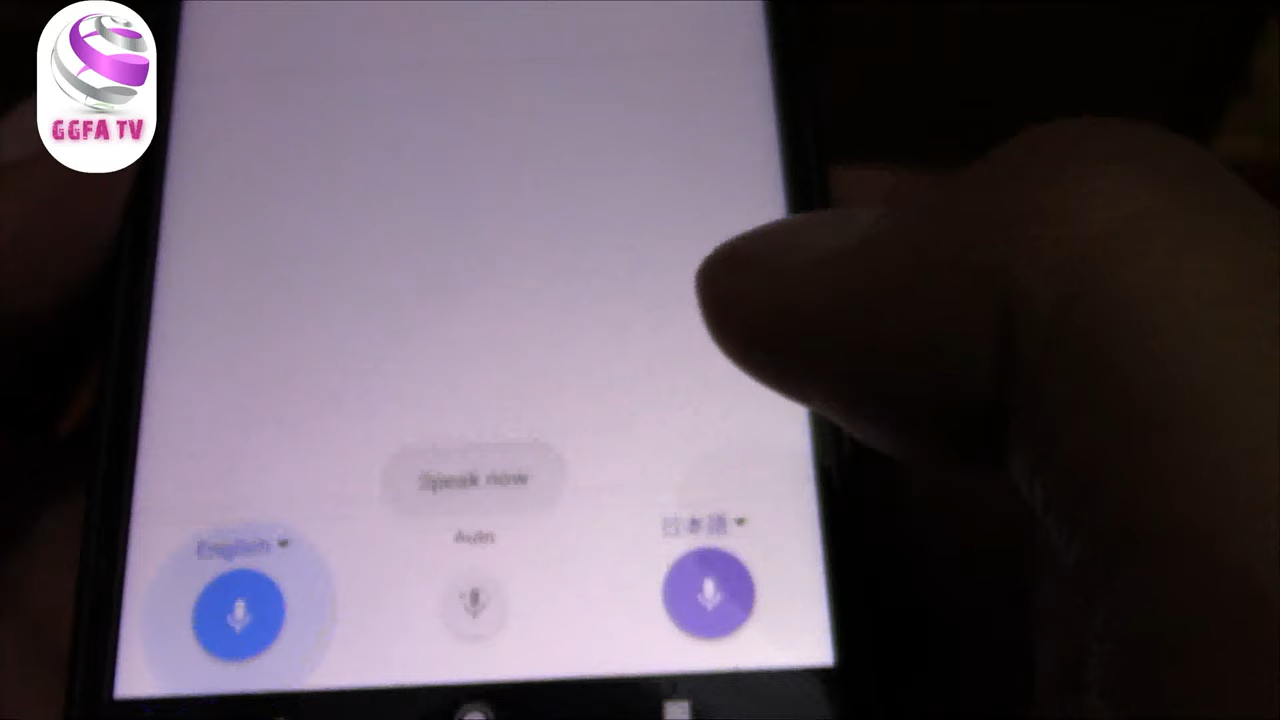 GGFA TV
Speak now
English
Auto
日本語